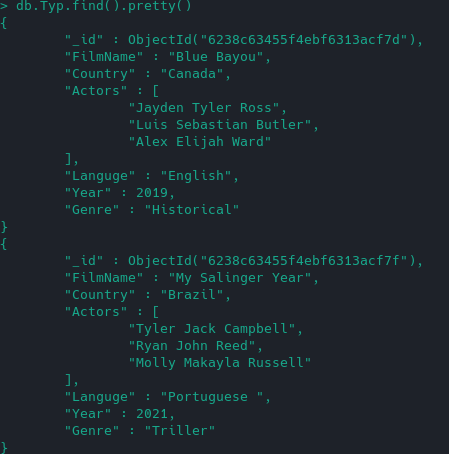 > db.Typ.find().pretty()
{
        "_id" : ObjectId("6238c63455f4ebf6313acf7d"),
        "FilmName" : "Blue Bayou",
        "Country" : "Canada",
        "Actors" : [
                "Jayden Tyler Ross",
                "Luis Sebastian Butler",
                "Alex Elijah Ward"
        ],
        "Languge" : "English",
        "Year" : 2019,
        "Genre" : "Historical"
}
{
        "_id" : ObjectId("6238c63455f4ebf6313acf7f"),
        "FilmName" : "My Salinger Year",
        "Country" : "Brazil",
        "Actors" : [
                "Tyler Jack Campbell",
                "Ryan John Reed",
                "Molly Makayla Russell"
        ],
        "Languge" : "Portuguese ",
        "Year" : 2021,
        "Genre" : "Triller"
}